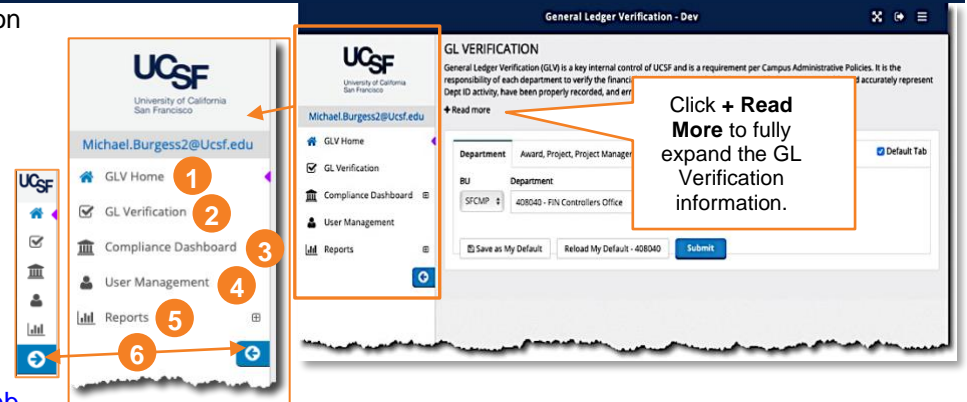 on
General Ledger Verification - Dev
UCSF
University of California
San Francisco
Michael.Burgess2@Ucsf.edu
GLV Home 1
GL Verification 2
Compliance Dashboard 3
User Management 4
Reports 5
6
UCSF
UCSF
University of California
San Francisco
Michael.Burgess2@Ucsf.edu
GLV Home
GL Verification
Compliance Dashboard
User Management
Reports
GL VERIFICATION
General Ledger Verification (GLV) is a key internal control of UCSF and is a requirement per Campus Administrative Policies. It is the
responsibility of each department to verify the financi d accurately represent
Dept ID activity, have been properly recorded, and err
+Read more
Click + Read
More to fully
expand the GL
Verification
information.
Department Award, Project, Project Manager Default Tab
BU Department
SFCMP 408040 - FIN Controllers Office
Save as My Default Reload My Default - 408040 Submit